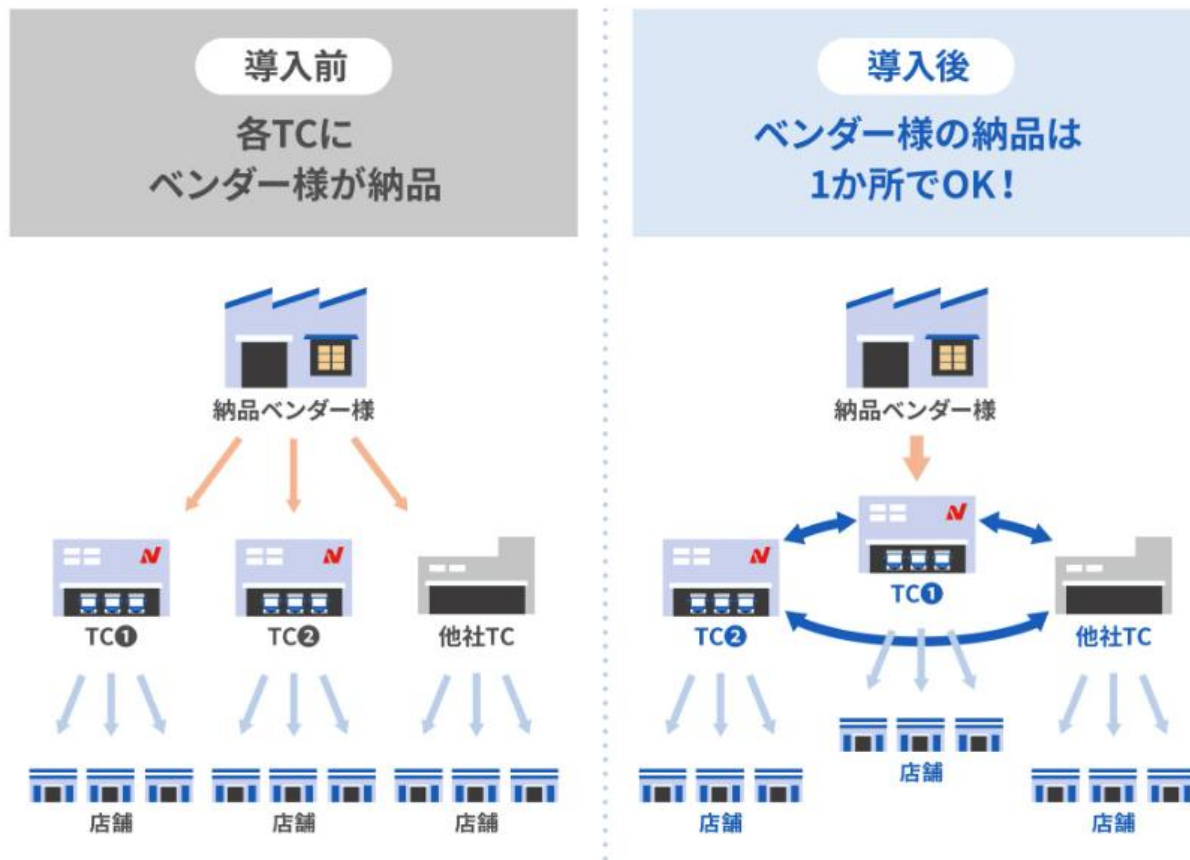 導入前
各TCに
ベンダー様が納品
納品ベンダー様
TC❶
TC❷
他社TC
店舗
店舗
店舗
導入後
ベンダー様の納品は
1か所でOK!
納品ベンダー様
TC❶
TC❷
他社TC
店舗
店舗
店舗